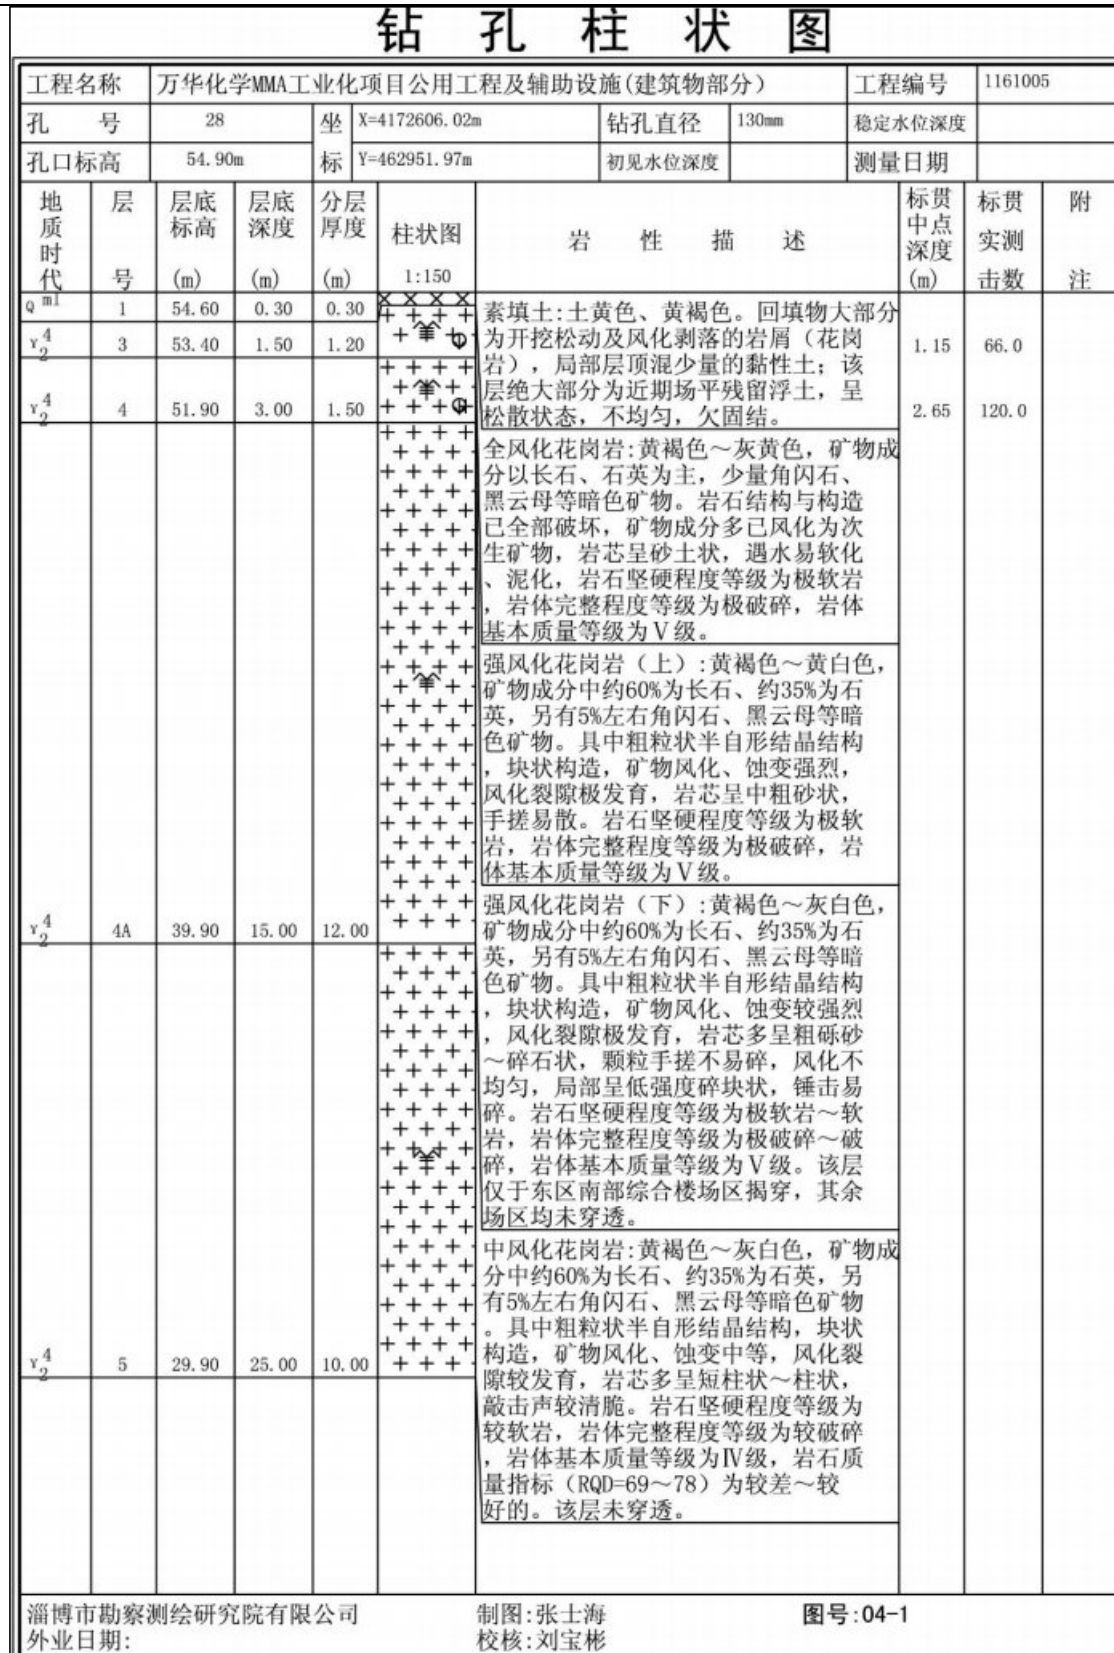 钻孔柱状图
工程名称 万华化学MMA工业化项目公用工程及辅助设施(建筑物部分) 工程编号 1161005
孔号 28 坐标 X=4172606.02m 钻孔直径 130mm 稳定水位深度
孔口标高 54.90m Y=462951.97m 初见水位深度 测量日期
地质时代 层号 层底标高(m) 层底深度(m) 分层厚度(m) 柱状图 1:150 岩性描述 标贯中点深度(m) 标贯实测击数 附注
Q ml 1 54.60 0.30 0.30
γ 4 2 3 53.40 1.50 1.20 1.15 66.0
γ 4 2 4 51.90 3.00 1.50 2.65 120.0
γ 4 2 4A 39.90 15.00 12.00
γ 4 2 5 29.90 25.00 10.00
素填土:土黄色、黄褐色。回填物大部分
为开挖松动及风化剥落的岩屑（花岗
岩），局部层顶混少量的黏性土；该
层绝大部分为近期场平残留浮土，呈
松散状态，不均匀，欠固结。
全风化花岗岩:黄褐色～灰黄色，矿物成
分以长石、石英为主，少量角闪石、
黑云母等暗色矿物。岩石结构与构造
已全部破坏，矿物成分多已风化为次
生矿物，岩芯呈砂土状，遇水易软化
、泥化，岩石坚硬程度等级为极软岩
，岩体完整程度等级为极破碎，岩体
基本质量等级为Ⅴ级。
强风化花岗岩（上）:黄褐色～黄白色，
矿物成分中约60%为长石、约35%为石
英，另有5%左右角闪石、黑云母等暗
色矿物。具中粗粒状半自形结晶结构
，块状构造，矿物风化、蚀变强烈，
风化裂隙极发育，岩芯呈中粗砂状，
手搓易散。岩石坚硬程度等级为极软
岩，岩体完整程度等级为极破碎，岩
体基本质量等级为Ⅴ级。
强风化花岗岩（下）:黄褐色～灰白色，
矿物成分中约60%为长石、约35%为石
英，另有5%左右角闪石、黑云母等暗
色矿物。具中粗粒状半自形结晶结构
，块状构造，矿物风化、蚀变较强烈
，风化裂隙极发育，岩芯多呈粗砾砂
～碎石状，颗粒手搓不易碎，风化不
均匀，局部呈低强度碎块状，锤击易
碎。岩石坚硬程度等级为极软岩～软
岩，岩体完整程度等级为极破碎～破
碎，岩体基本质量等级为Ⅴ级。该层
仅于东区南部综合楼场区揭穿，其余
场区均未穿透。
中风化花岗岩:黄褐色～灰白色，矿物成
分中约60%为长石、约35%为石英，另
有5%左右角闪石、黑云母等暗色矿物
。具中粗粒状半自形结晶结构，块状
构造，矿物风化、蚀变中等，风化裂
隙较发育，岩芯多呈短柱状～柱状，
敲击声较清脆。岩石坚硬程度等级为
较软岩，岩体完整程度等级为较破碎
，岩体基本质量等级为Ⅳ级，岩石质
量指标（RQD=69～78）为较差～较
好的。该层未穿透。
淄博市勘察测绘研究院有限公司 制图:张士海 图号:04-1
外业日期: 校核:刘宝彬